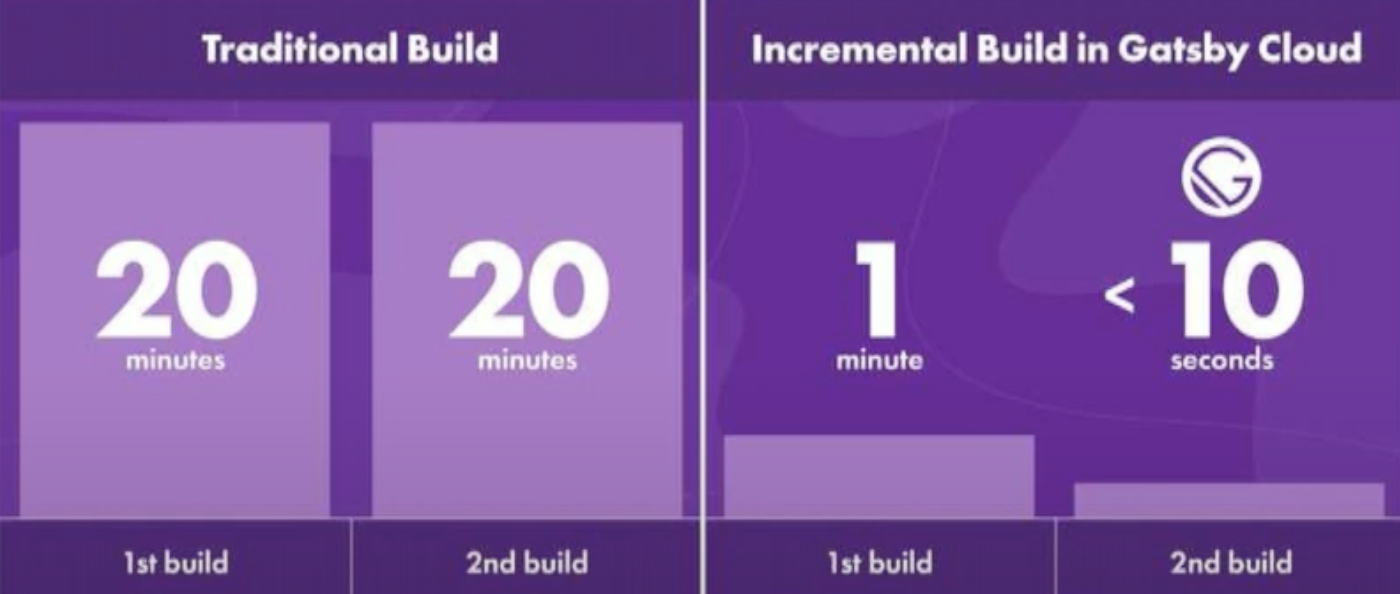 Traditional Build
20
minutes
20
minutes
1st build
2nd build
Incremental Build in Gatsby Cloud
1
minute
< 10
seconds
1st build
2nd build